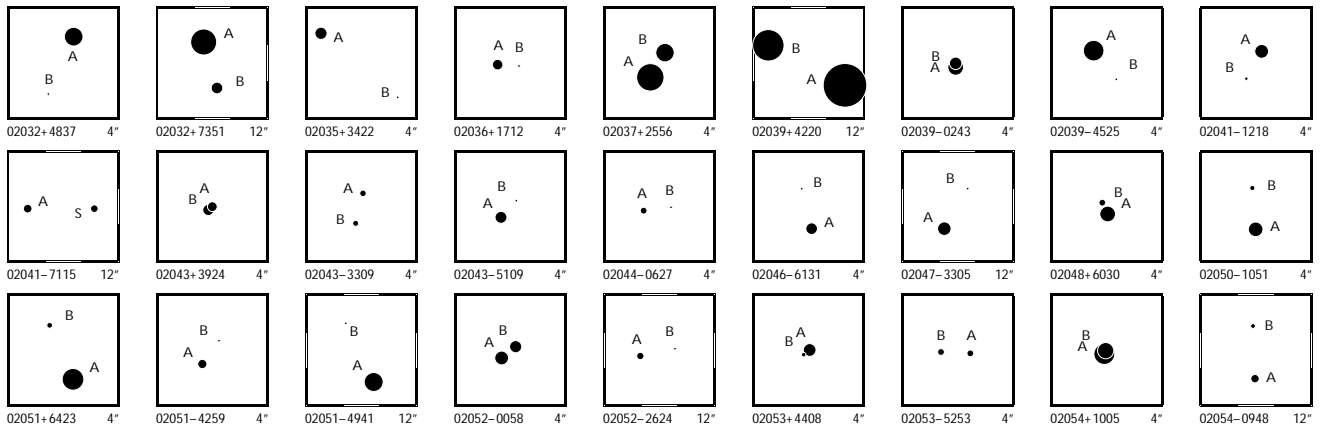 A
B
02032+4837 4"
A
B
02032+7351 12"
A
B
02035+3422 4"
A B
02036+1712 4"
B
A
02037+2556 4"
B
A
02039+4220 12"
B
A
02039−0243 4"
A
B
02039−4525 4"
A
B
02041−1218 4"
A
S
02041−7115 12"
A
B
02043+3924 4"
A
B
02043−3309 4"
B
A
02043−5109 4"
A B
02044−0627 4"
B
A
02046−6131 4"
B
A
02047−3305 12"
B
A
02048+6030 4"
B
A
02050−1051 4"
B
A
02051+6423 4"
B
A
02051−4259 4"
B
A
02051−4941 12"
B
A
02052−0058 4"
B
A
02052−2624 12"
A
B
02053+4408 4"
B A
02053−5253 4"
B
A
02054+1005 4"
B
A
02054−0948 12"